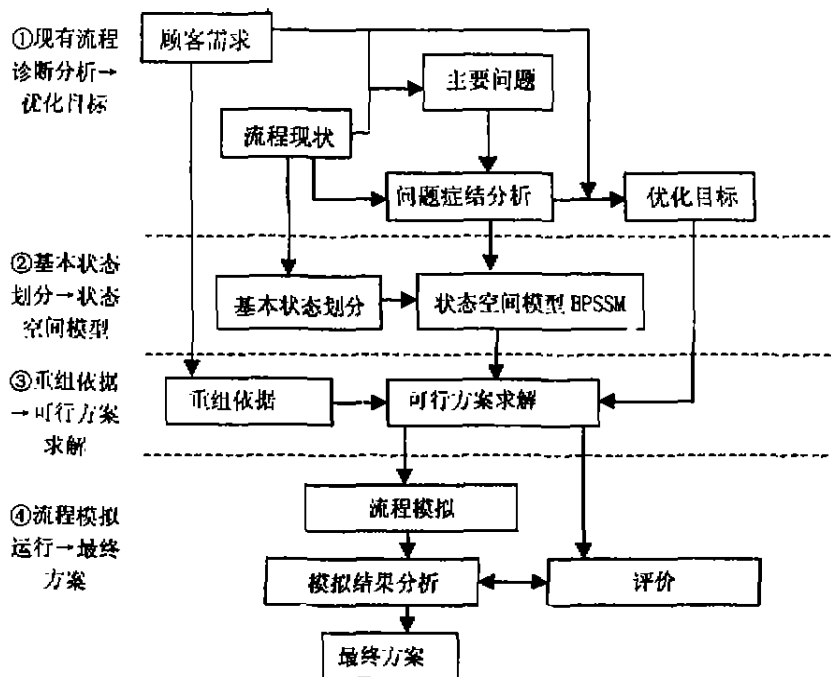 ①现有流程
诊断分析→
优化目标
顾客需求
主要问题
流程现状
问题症结分析
优化目标
②基本状态
划分→状态
空间模型
基本状态划分
状态空间模型 BPSSM
③重组依据
→可行方案
求解
重组依据
可行方案求解
④流程模拟
运行→最终
方案
流程模拟
模拟结果分析
评价
最终方案